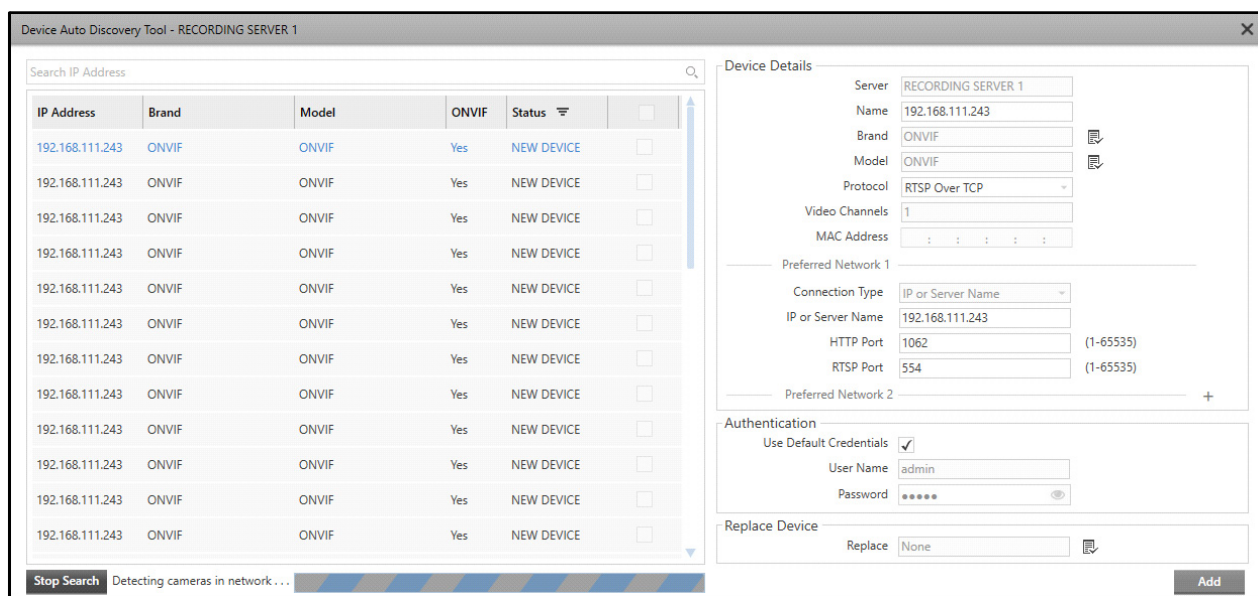 Device Auto Discovery Tool - RECORDING SERVER 1
Search IP Address
IP Address Brand Model ONVIF Status
192.168.111.243 ONVIF ONVIF Yes NEW DEVICE
192.168.111.243 ONVIF ONVIF Yes NEW DEVICE
192.168.111.243 ONVIF ONVIF Yes NEW DEVICE
192.168.111.243 ONVIF ONVIF Yes NEW DEVICE
192.168.111.243 ONVIF ONVIF Yes NEW DEVICE
192.168.111.243 ONVIF ONVIF Yes NEW DEVICE
192.168.111.243 ONVIF ONVIF Yes NEW DEVICE
192.168.111.243 ONVIF ONVIF Yes NEW DEVICE
192.168.111.243 ONVIF ONVIF Yes NEW DEVICE
192.168.111.243 ONVIF ONVIF Yes NEW DEVICE
192.168.111.243 ONVIF ONVIF Yes NEW DEVICE
192.168.111.243 ONVIF ONVIF Yes NEW DEVICE
Stop Search Detecting cameras in network . . .
Device Details
Server RECORDING SERVER 1
Name 192.168.111.243
Brand ONVIF
Model ONVIF
Protocol RTSP Over TCP
Video Channels 1
MAC Address : : : : :
Preferred Network 1
Connection Type IP or Server Name
IP or Server Name 192.168.111.243
HTTP Port 1062 (1-65535)
RTSP Port 554 (1-65535)
Preferred Network 2 +
Authentication
Use Default Credentials ✓
User Name admin
Password •••••
Replace Device
Replace None
Add